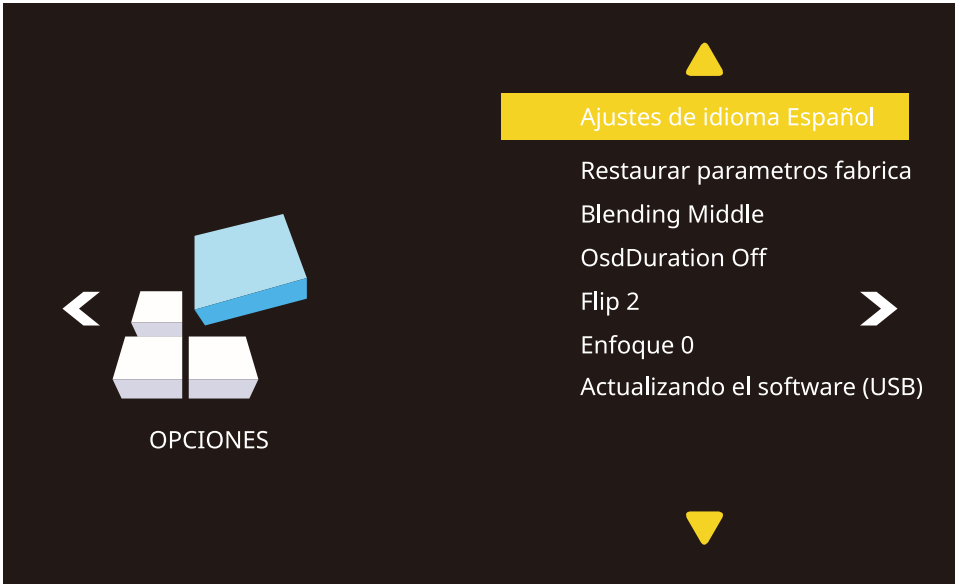 Ajustes de idioma Español
Restaurar parametros fabrica
Blending Middle
OsdDuration Off
Flip 2
Enfoque 0
Actualizando el software (USB)
OPCIONES